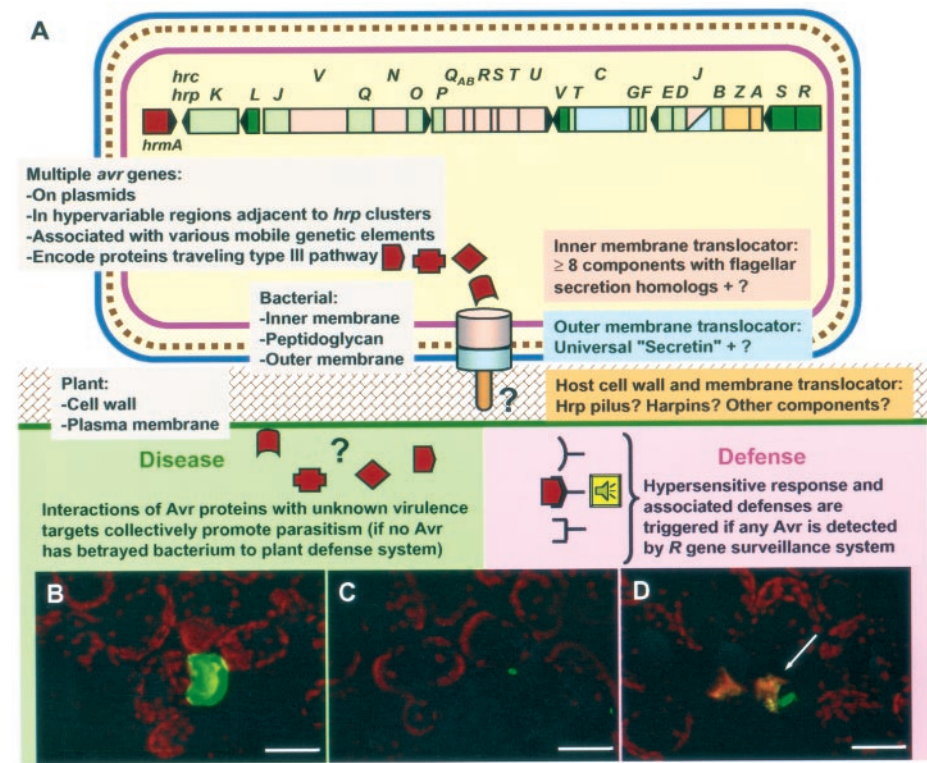 A
hrc
hrp K L J V N Q O P QAB R S T U V T C G F E D J B Z A S R
hrmA
Multiple avr genes:
-On plasmids
-In hypervariable regions adjacent to hrp clusters
-Associated with various mobile genetic elements
-Encode proteins traveling type III pathway
Inner membrane translocator:
≥ 8 components with flagellar
secretion homologs + ?
Bacterial:
-Inner membrane
-Peptidoglycan
-Outer membrane
Outer membrane translocator:
Universal "Secretin" + ?
Plant:
-Cell wall
-Plasma membrane
?
Host cell wall and membrane translocator:
Hrp pilus? Harpins? Other components?
Disease
?
Interactions of Avr proteins with unknown virulence
targets collectively promote parasitism (if no Avr
has betrayed bacterium to plant defense system)
Defense
Hypersensitive response and
associated defenses are
triggered if any Avr is detected
by R gene surveillance system
B
C
D